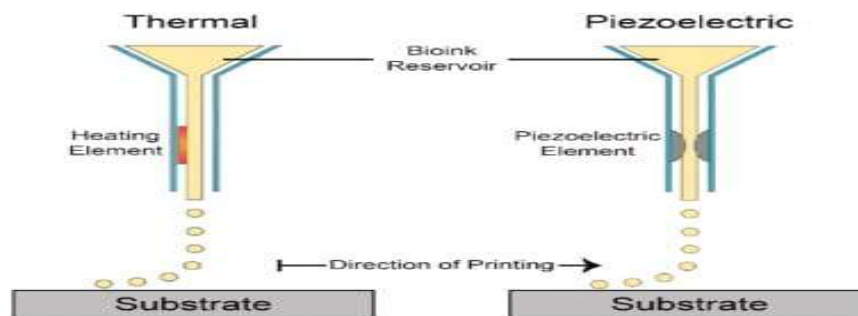 Thermal
Piezoelectric
Bioink
Reservoir
Heating
Element
Piezoelectric
Element
Direction of Printing
Substrate
Substrate